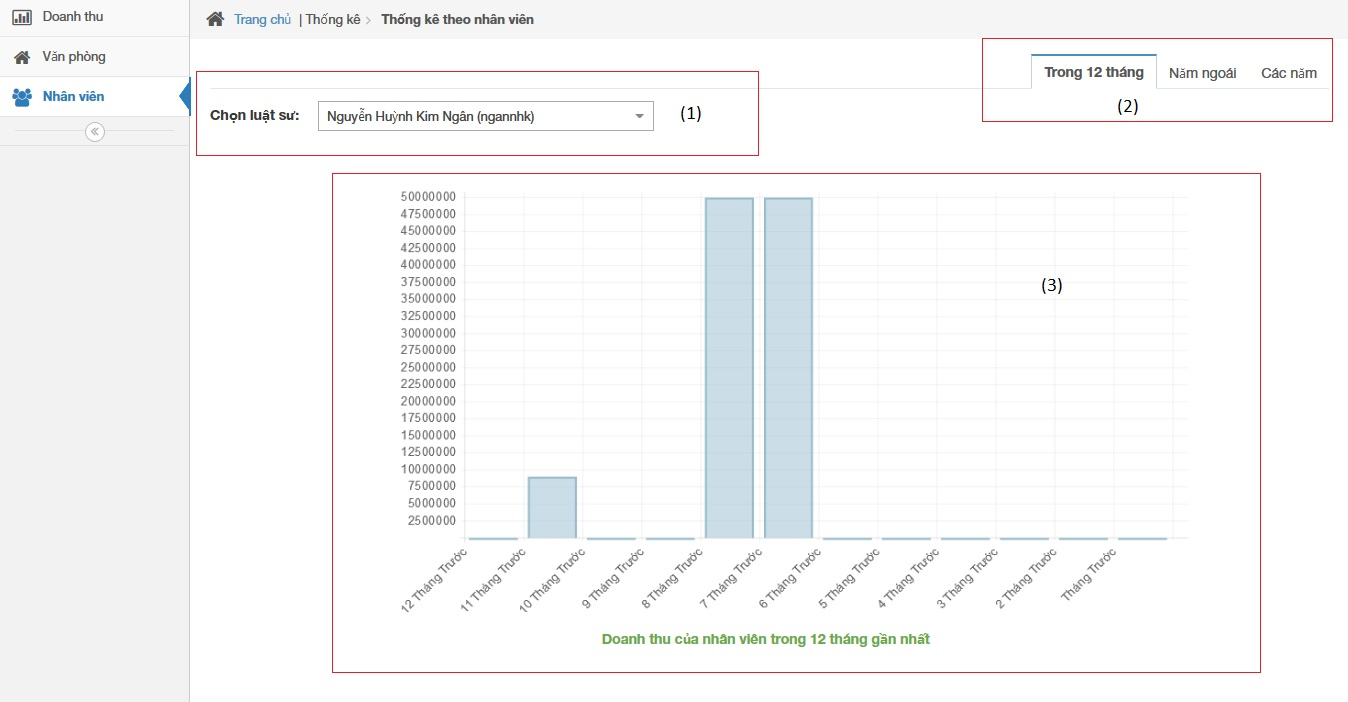 Doanh thu
Văn phòng
Nhân viên
Trang chủ | Thống kê > Thống kê theo nhân viên
Trong 12 tháng Năm ngoái Các năm
(2)
Chọn luật sư: Nguyễn Huỳnh Kim Ngân (ngannhk) (1)
50000000
47500000
45000000
42500000
40000000
37500000
35000000
32500000
30000000
27500000
25000000
22500000
20000000
17500000
15000000
12500000
10000000
7500000
5000000
2500000
(3)
12 Tháng Trước
11 Tháng Trước
10 Tháng Trước
9 Tháng Trước
8 Tháng Trước
7 Tháng Trước
6 Tháng Trước
5 Tháng Trước
4 Tháng Trước
3 Tháng Trước
2 Tháng Trước
Tháng Trước
Doanh thu của nhân viên trong 12 tháng gần nhất